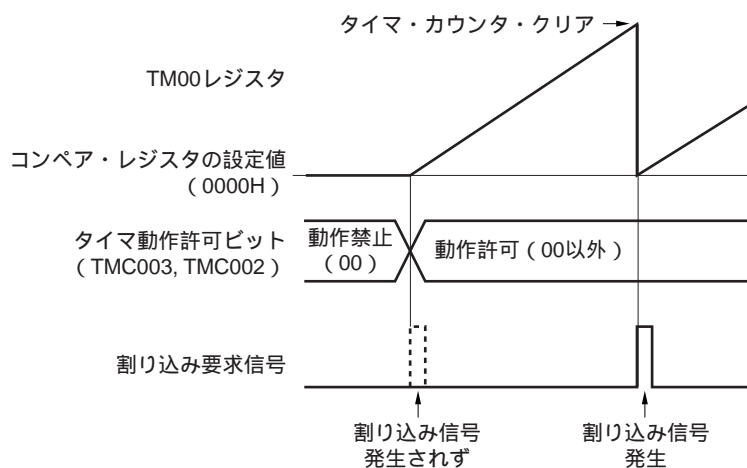 タイマ・カウンタ・クリア
TM00レジスタ
コンペア・レジスタの設定値
（0000H）
タイマ動作許可ビット
（TMC003, TMC002）
動作禁止
（00）
動作許可（00以外）
割り込み要求信号
割り込み信号
発生されず
割り込み信号
発生